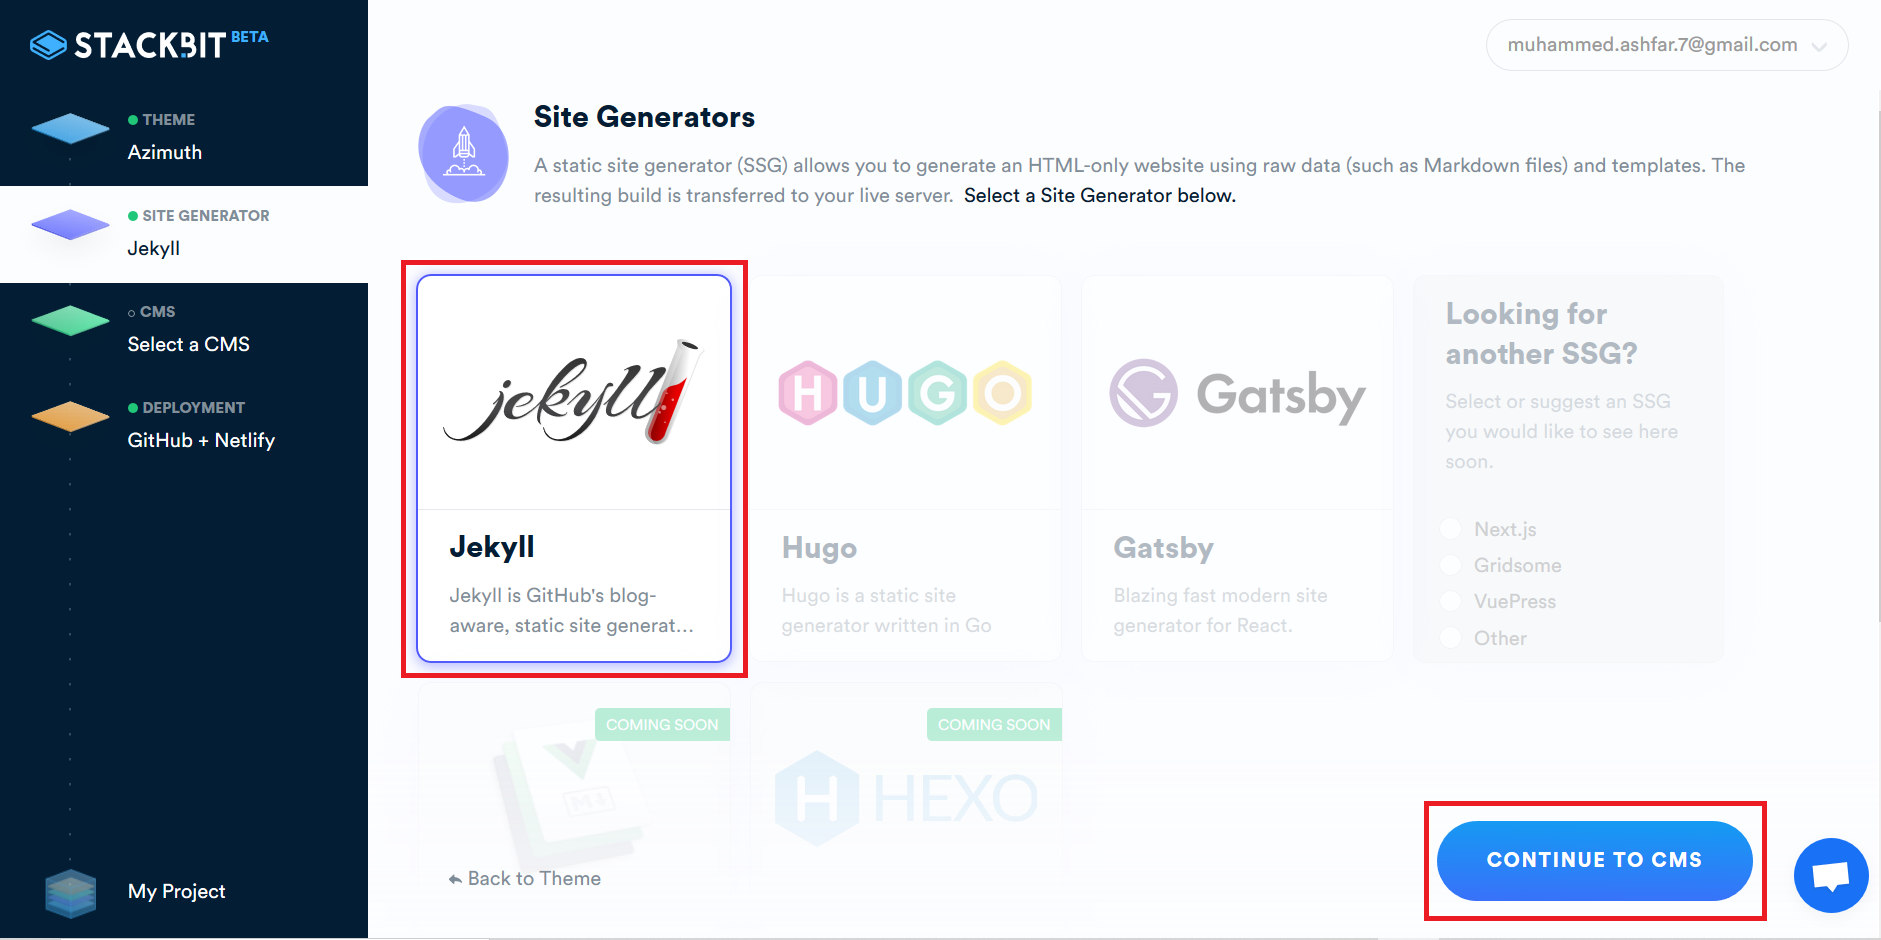 STACKBIT BETA
muhammed.ashfar.7@gmail.com
THEME
Azimuth
SITE GENERATOR
Jekyll
CMS
Select a CMS
DEPLOYMENT
GitHub + Netlify
My Project
Site Generators
A static site generator (SSG) allows you to generate an HTML-only website using raw data (such as Markdown files) and templates. The
resulting build is transferred to your live server. Select a Site Generator below.
jekyll
Jekyll
Jekyll is GitHub's blog-
aware, static site generat...
HUGO
Hugo
Hugo is a static site
generator written in Go
Gatsby
Gatsby
Blazing fast modern site
generator for React.
Looking for
another SSG?
Select or suggest an SSG
you would like to see here
soon.
Next.js
Gridsome
VuePress
Other
COMING SOON
M
COMING SOON
H HEXO
Back to Theme
CONTINUE TO CMS